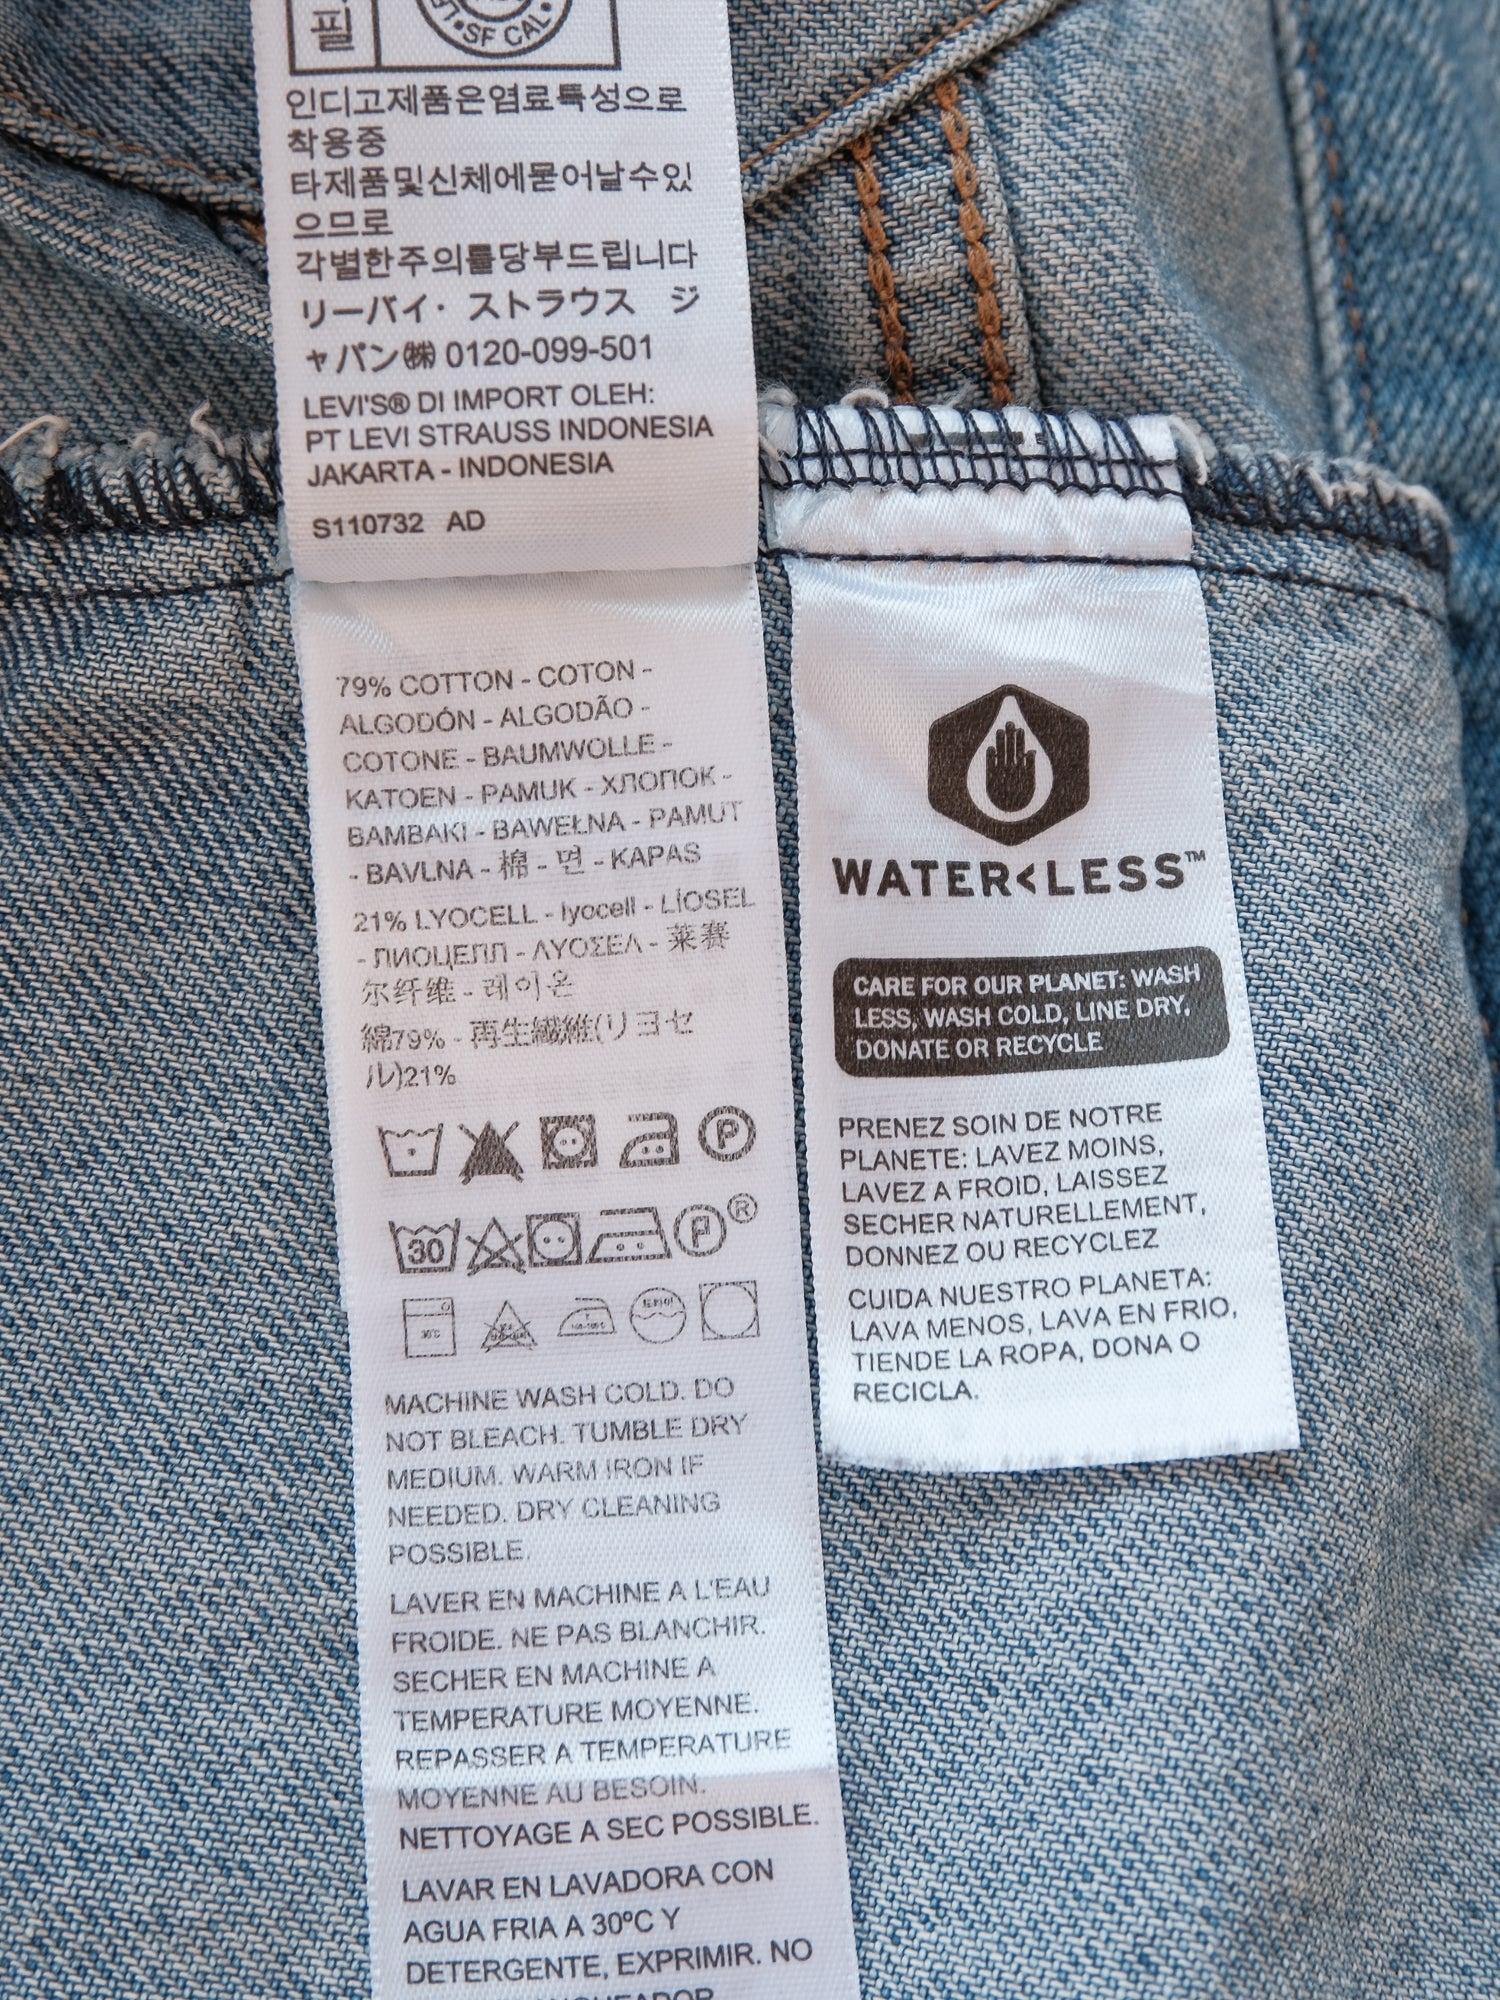 필
SF CAL
인디고제품은염료특성으로
착용중
타제품및신체에묻어날수있
으므로
각별한주의를당부드립니다
リーバイ・ストラウス ジ
ャパン㈱ 0120-099-501
LEVI'S® DI IMPORT OLEH:
PT LEVI STRAUSS INDONESIA
JAKARTA - INDONESIA
S110732 AD
79% COTTON - COTON -
ALGODÓN - ALGODÃO -
COTONE - BAUMWOLLE -
KATOEN - PAMUK - ХЛОПОК -
BAMBAKI - BAWEŁNA - PAMUT
- BAVLNA - 棉 - 면 - KAPAS
21% LYOCELL - lyocell - LİOSEL
- ЛИОЦЕЛЛ - ΛΥΟΣΕΛ - 莱赛
尔纤维 - 레이온
綿79% - 再生繊維(リヨセ
ル)21%
P
30 P ®
30°C 드라이
MACHINE WASH COLD. DO
NOT BLEACH. TUMBLE DRY
MEDIUM. WARM IRON IF
NEEDED. DRY CLEANING
POSSIBLE.
LAVER EN MACHINE A L'EAU
FROIDE. NE PAS BLANCHIR.
SECHER EN MACHINE A
TEMPERATURE MOYENNE.
REPASSER A TEMPERATURE
MOYENNE AU BESOIN.
NETTOYAGE A SEC POSSIBLE.
LAVAR EN LAVADORA CON
AGUA FRIA A 30ºC Y
DETERGENTE, EXPRIMIR. NO
WATER<LESS™
CARE FOR OUR PLANET: WASH
LESS, WASH COLD, LINE DRY,
DONATE OR RECYCLE
PRENEZ SOIN DE NOTRE
PLANETE: LAVEZ MOINS,
LAVEZ A FROID, LAISSEZ
SECHER NATURELLEMENT,
DONNEZ OU RECYCLEZ
CUIDA NUESTRO PLANETA:
LAVA MENOS, LAVA EN FRIO,
TIENDE LA ROPA, DONA O
RECICLA.